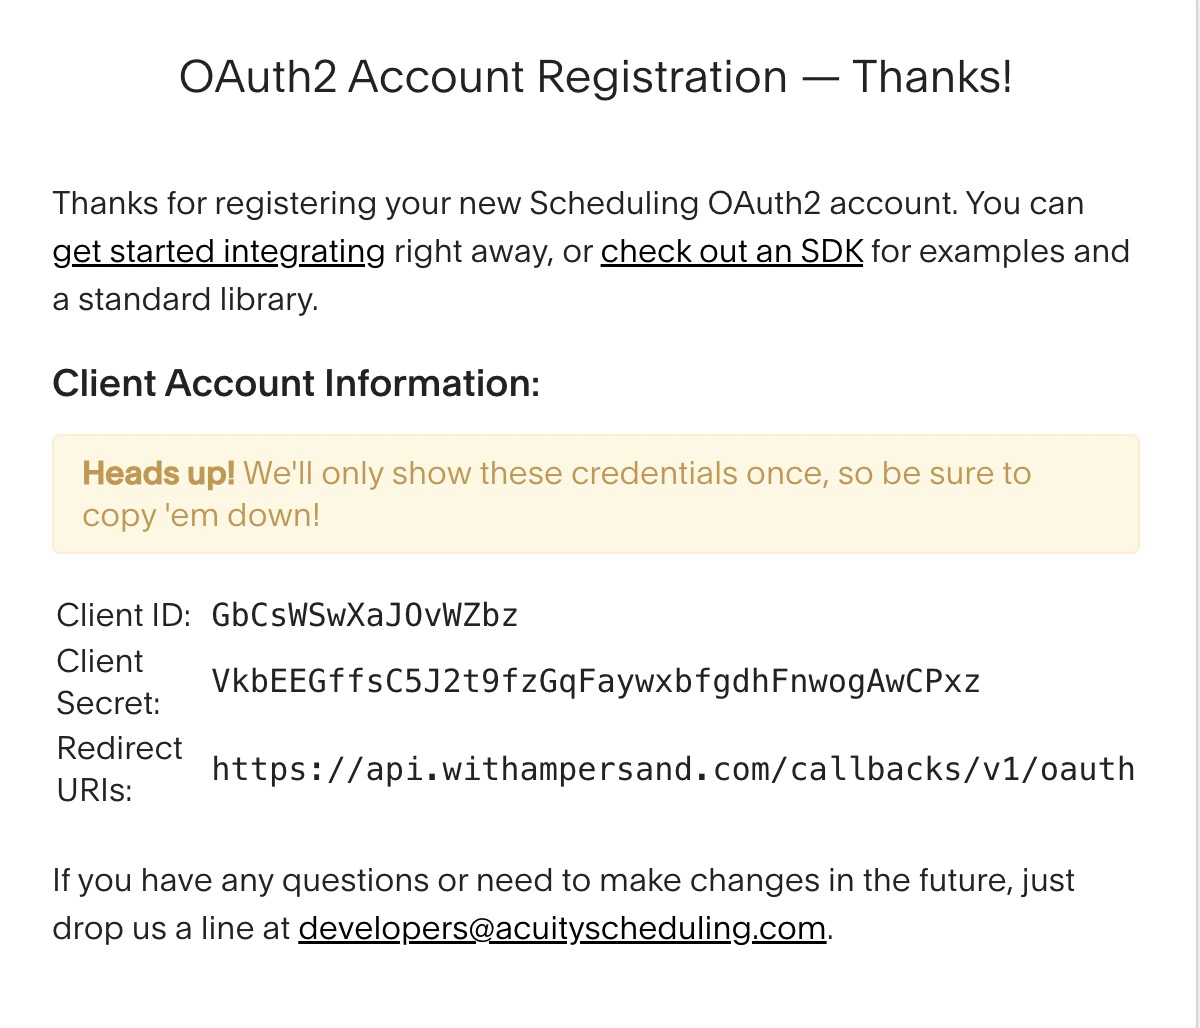 OAuth2 Account Registration — Thanks!
Thanks for registering your new Scheduling OAuth2 account. You can
get started integrating right away, or check out an SDK for examples and
a standard library.
Client Account Information:
Heads up! We'll only show these credentials once, so be sure to
copy 'em down!
Client ID: GbCsWSwXaJOvWZbz
Client
Secret: VkbEEGffsC5J2t9fzGqFaywxbfgdhFnwogAwCPxz
Redirect
URIs: https://api.withampersand.com/callbacks/v1/oauth
If you have any questions or need to make changes in the future, just
drop us a line at developers@acuityscheduling.com.